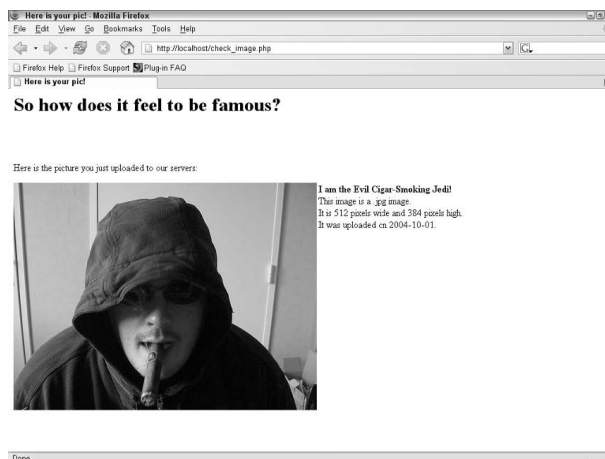 Here is your pic! - Mozilla Firefox
File Edit View Go Bookmarks Tools Help
http://localhost/check_image.php
G
Firefox Help Firefox Support Plug-in FAQ
Here is your pic!
So how does it feel to be famous?
Here is the picture you just uploaded to our servers:
I am the Evil Cigar-Smoking Jedi!
This image is a .jpg image.
It is 512 pixels wide and 384 pixels high.
It was uploaded on 2004-10-01.
Done